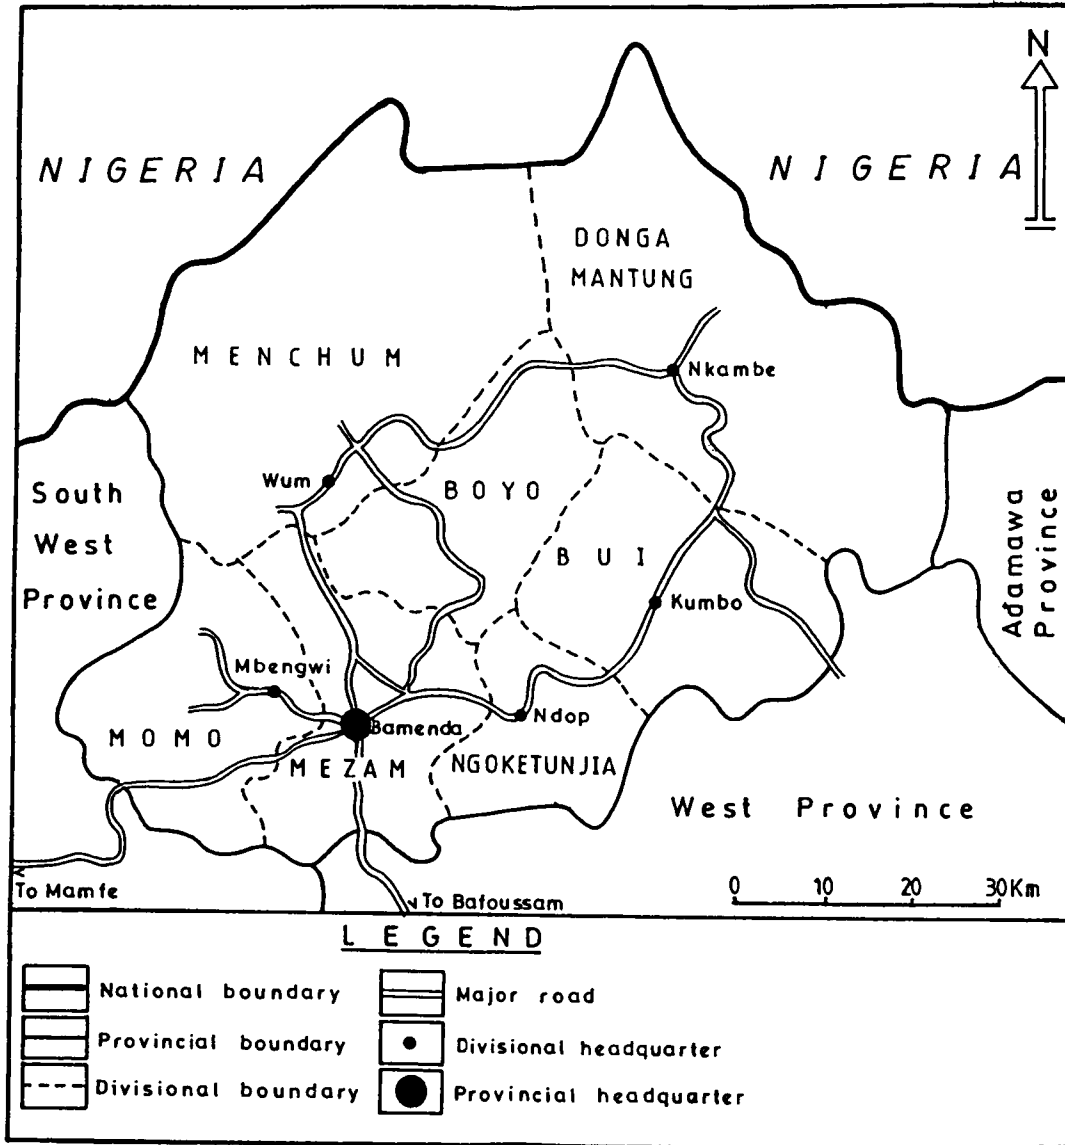 N
NIGERIA
NIGERIA
DONGA
MANTUNG
MENCHUM
Nkambe
Wum
BOYO
South
West
Province
BUI
Kumbo
Adamawa
Province
Mbengwi
Ndop
Bamenda
MOMO
MEZAM
NGOKETUNJIA
West Province
To Mamfe
To Bafoussam
0 10 20 30Km
LEGEND
National boundary
Major road
Provincial boundary
Divisional headquarter
Divisional boundary
Provincial headquarter